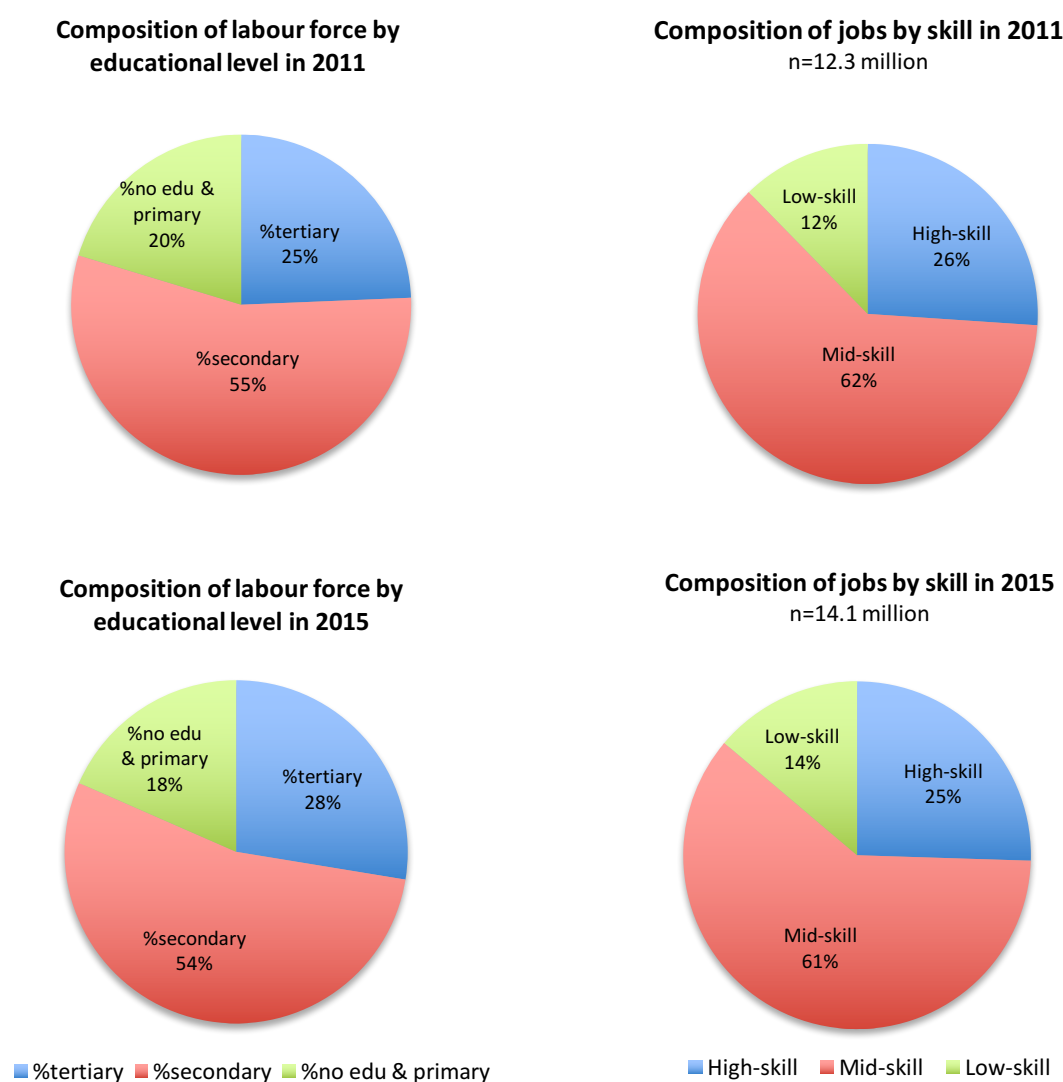 Composition of labour force by
educational level in 2011
%no edu &
primary
20%
%tertiary
25%
%secondary
55%
Composition of jobs by skill in 2011
n=12.3 million
Low-skill
12%
High-skill
26%
Mid-skill
62%
Composition of labour force by
educational level in 2015
%no edu
& primary
18%
%tertiary
28%
%secondary
54%
%tertiary %secondary %no edu & primary
Composition of jobs by skill in 2015
n=14.1 million
Low-skill
14%
High-skill
25%
Mid-skill
61%
High-skill Mid-skill Low-skill